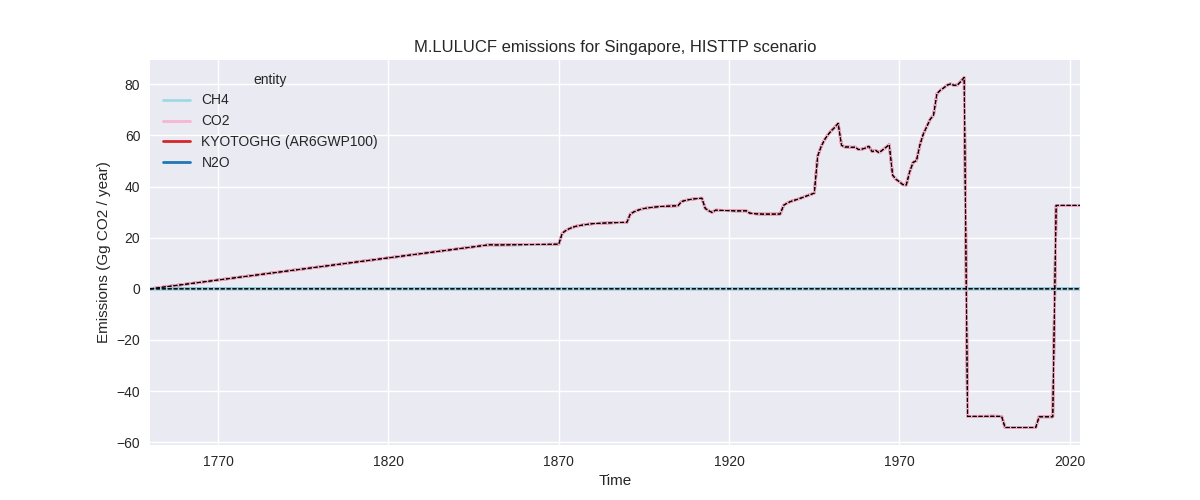 M.LULUCF emissions for Singapore, HISTTP scenario
entity
CH4
CO2
KYOTOGHG (AR6GWP100)
N2O
Emissions (Gg CO2 / year)
80
60
40
20
0
−20
−40
−60
1770
1820
1870
1920
1970
2020
Time